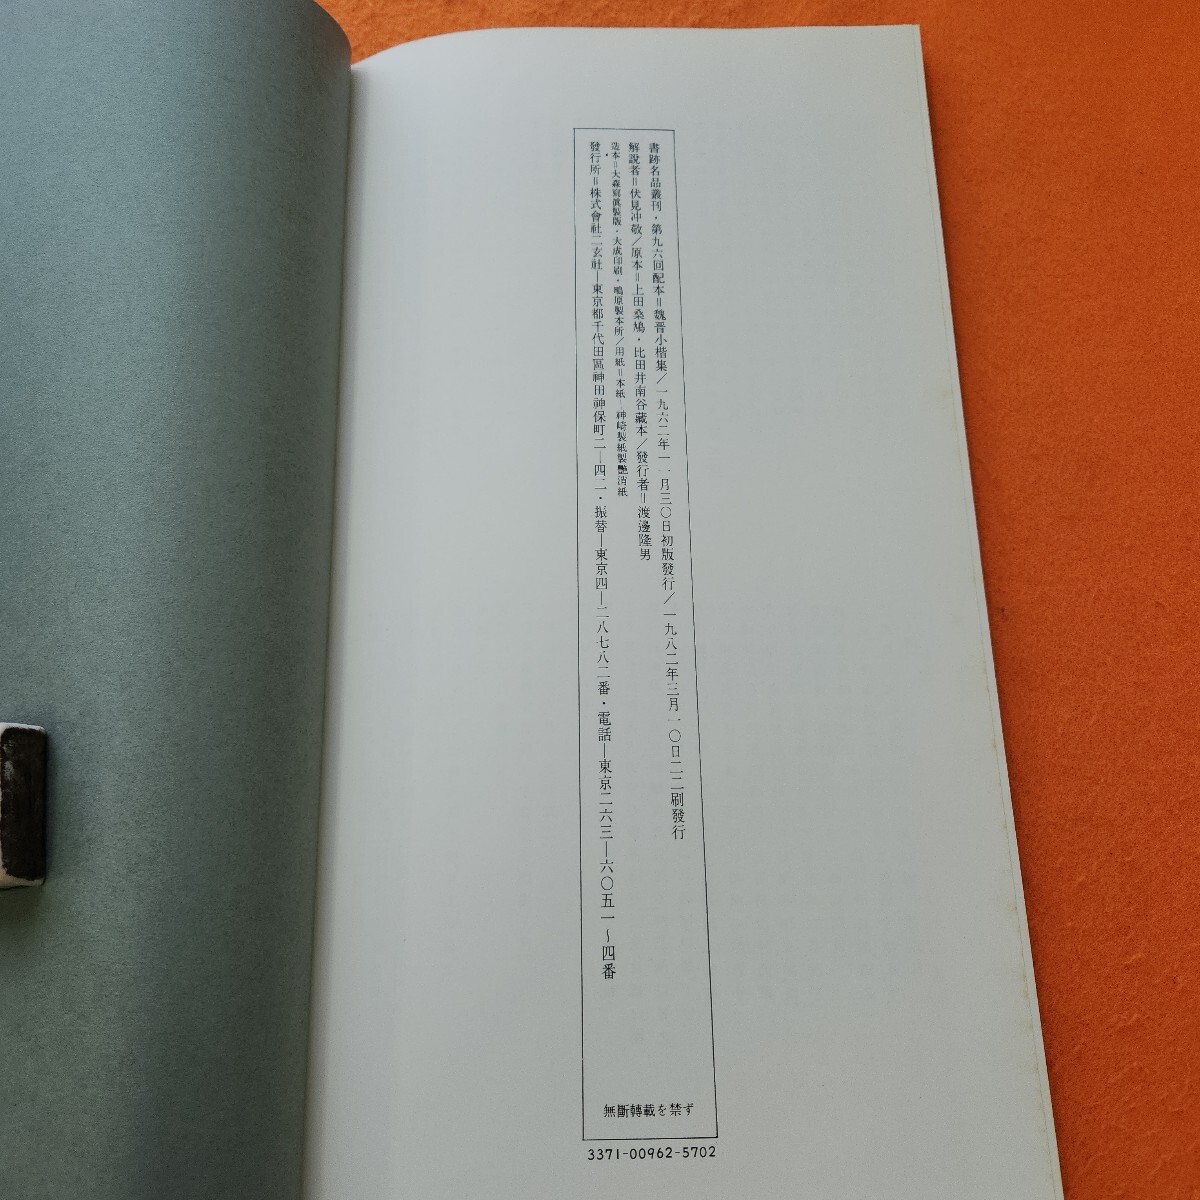 書跡名品叢刊・第九六回配本＝魏晋小楷集／一九六二年一一月三〇日初版發行／一九八二年三月一〇日二二刷發行
解說者＝伏見冲敬／原本＝上田桑鳩・比田井南谷藏本／發行者＝渡邊隆男
造本＝大森寫眞製版・大成印刷・鶴原製本所／用紙＝本紙―神崎製紙製艷消紙
發行所＝株式會社二玄社―東京都千代田區神田神保町二―四二・振替―東京四―二八七八二番・電話―東京二六三―六〇五一～四番
無斷轉載を禁ず
3371-00962-5702